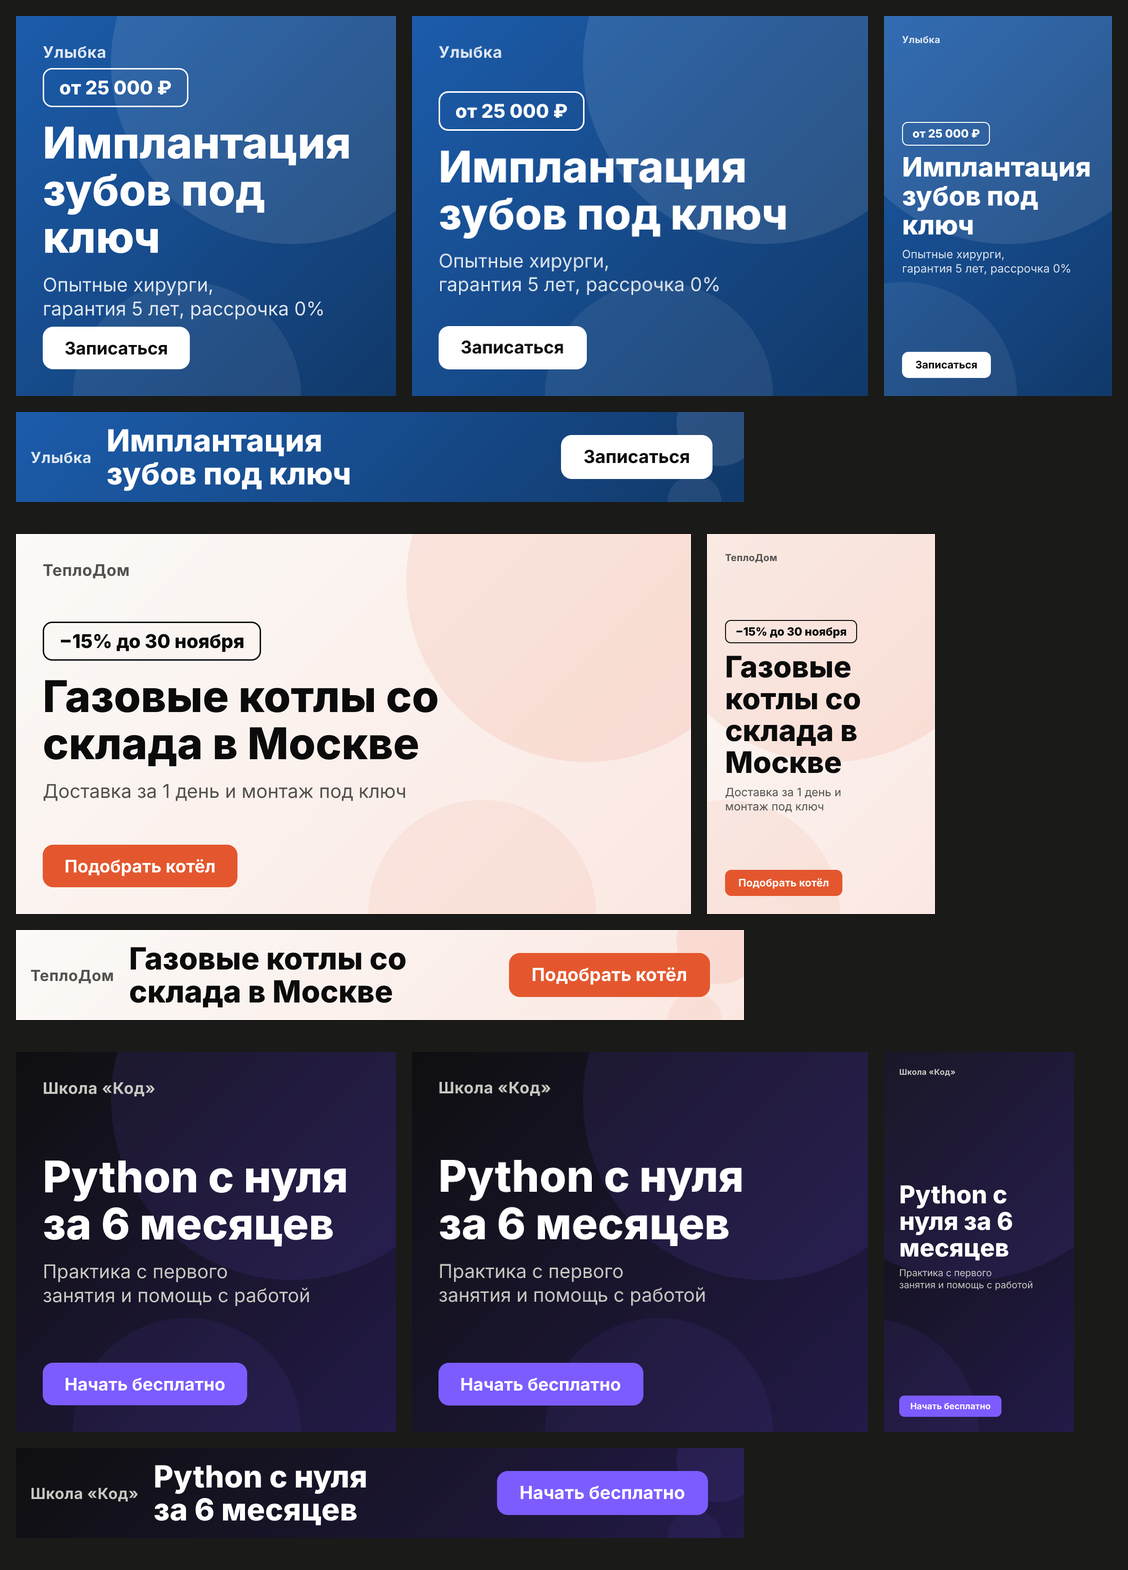 Улыбка
от 25 000 ₽
Имплантация
зубов под
ключ
Опытные хирурги,
гарантия 5 лет, рассрочка 0%
Записаться
Улыбка
от 25 000 ₽
Имплантация
зубов под ключ
Опытные хирурги,
гарантия 5 лет, рассрочка 0%
Записаться
Улыбка
от 25 000 ₽
Имплантация
зубов под
ключ
Опытные хирурги,
гарантия 5 лет, рассрочка 0%
Записаться
Улыбка
Имплантация
зубов под ключ
Записаться
ТеплоДом
−15% до 30 ноября
Газовые котлы со
склада в Москве
Доставка за 1 день и монтаж под ключ
Подобрать котёл
ТеплоДом
−15% до 30 ноября
Газовые
котлы со
склада в
Москве
Доставка за 1 день и
монтаж под ключ
Подобрать котёл
ТеплоДом
Газовые котлы со
склада в Москве
Подобрать котёл
Школа «Код»
Python с нуля
за 6 месяцев
Практика с первого
занятия и помощь с работой
Начать бесплатно
Школа «Код»
Python с нуля
за 6 месяцев
Практика с первого
занятия и помощь с работой
Начать бесплатно
Школа «Код»
Python с
нуля за 6
месяцев
Практика с первого
занятия и помощь с работой
Начать бесплатно
Школа «Код»
Python с нуля
за 6 месяцев
Начать бесплатно